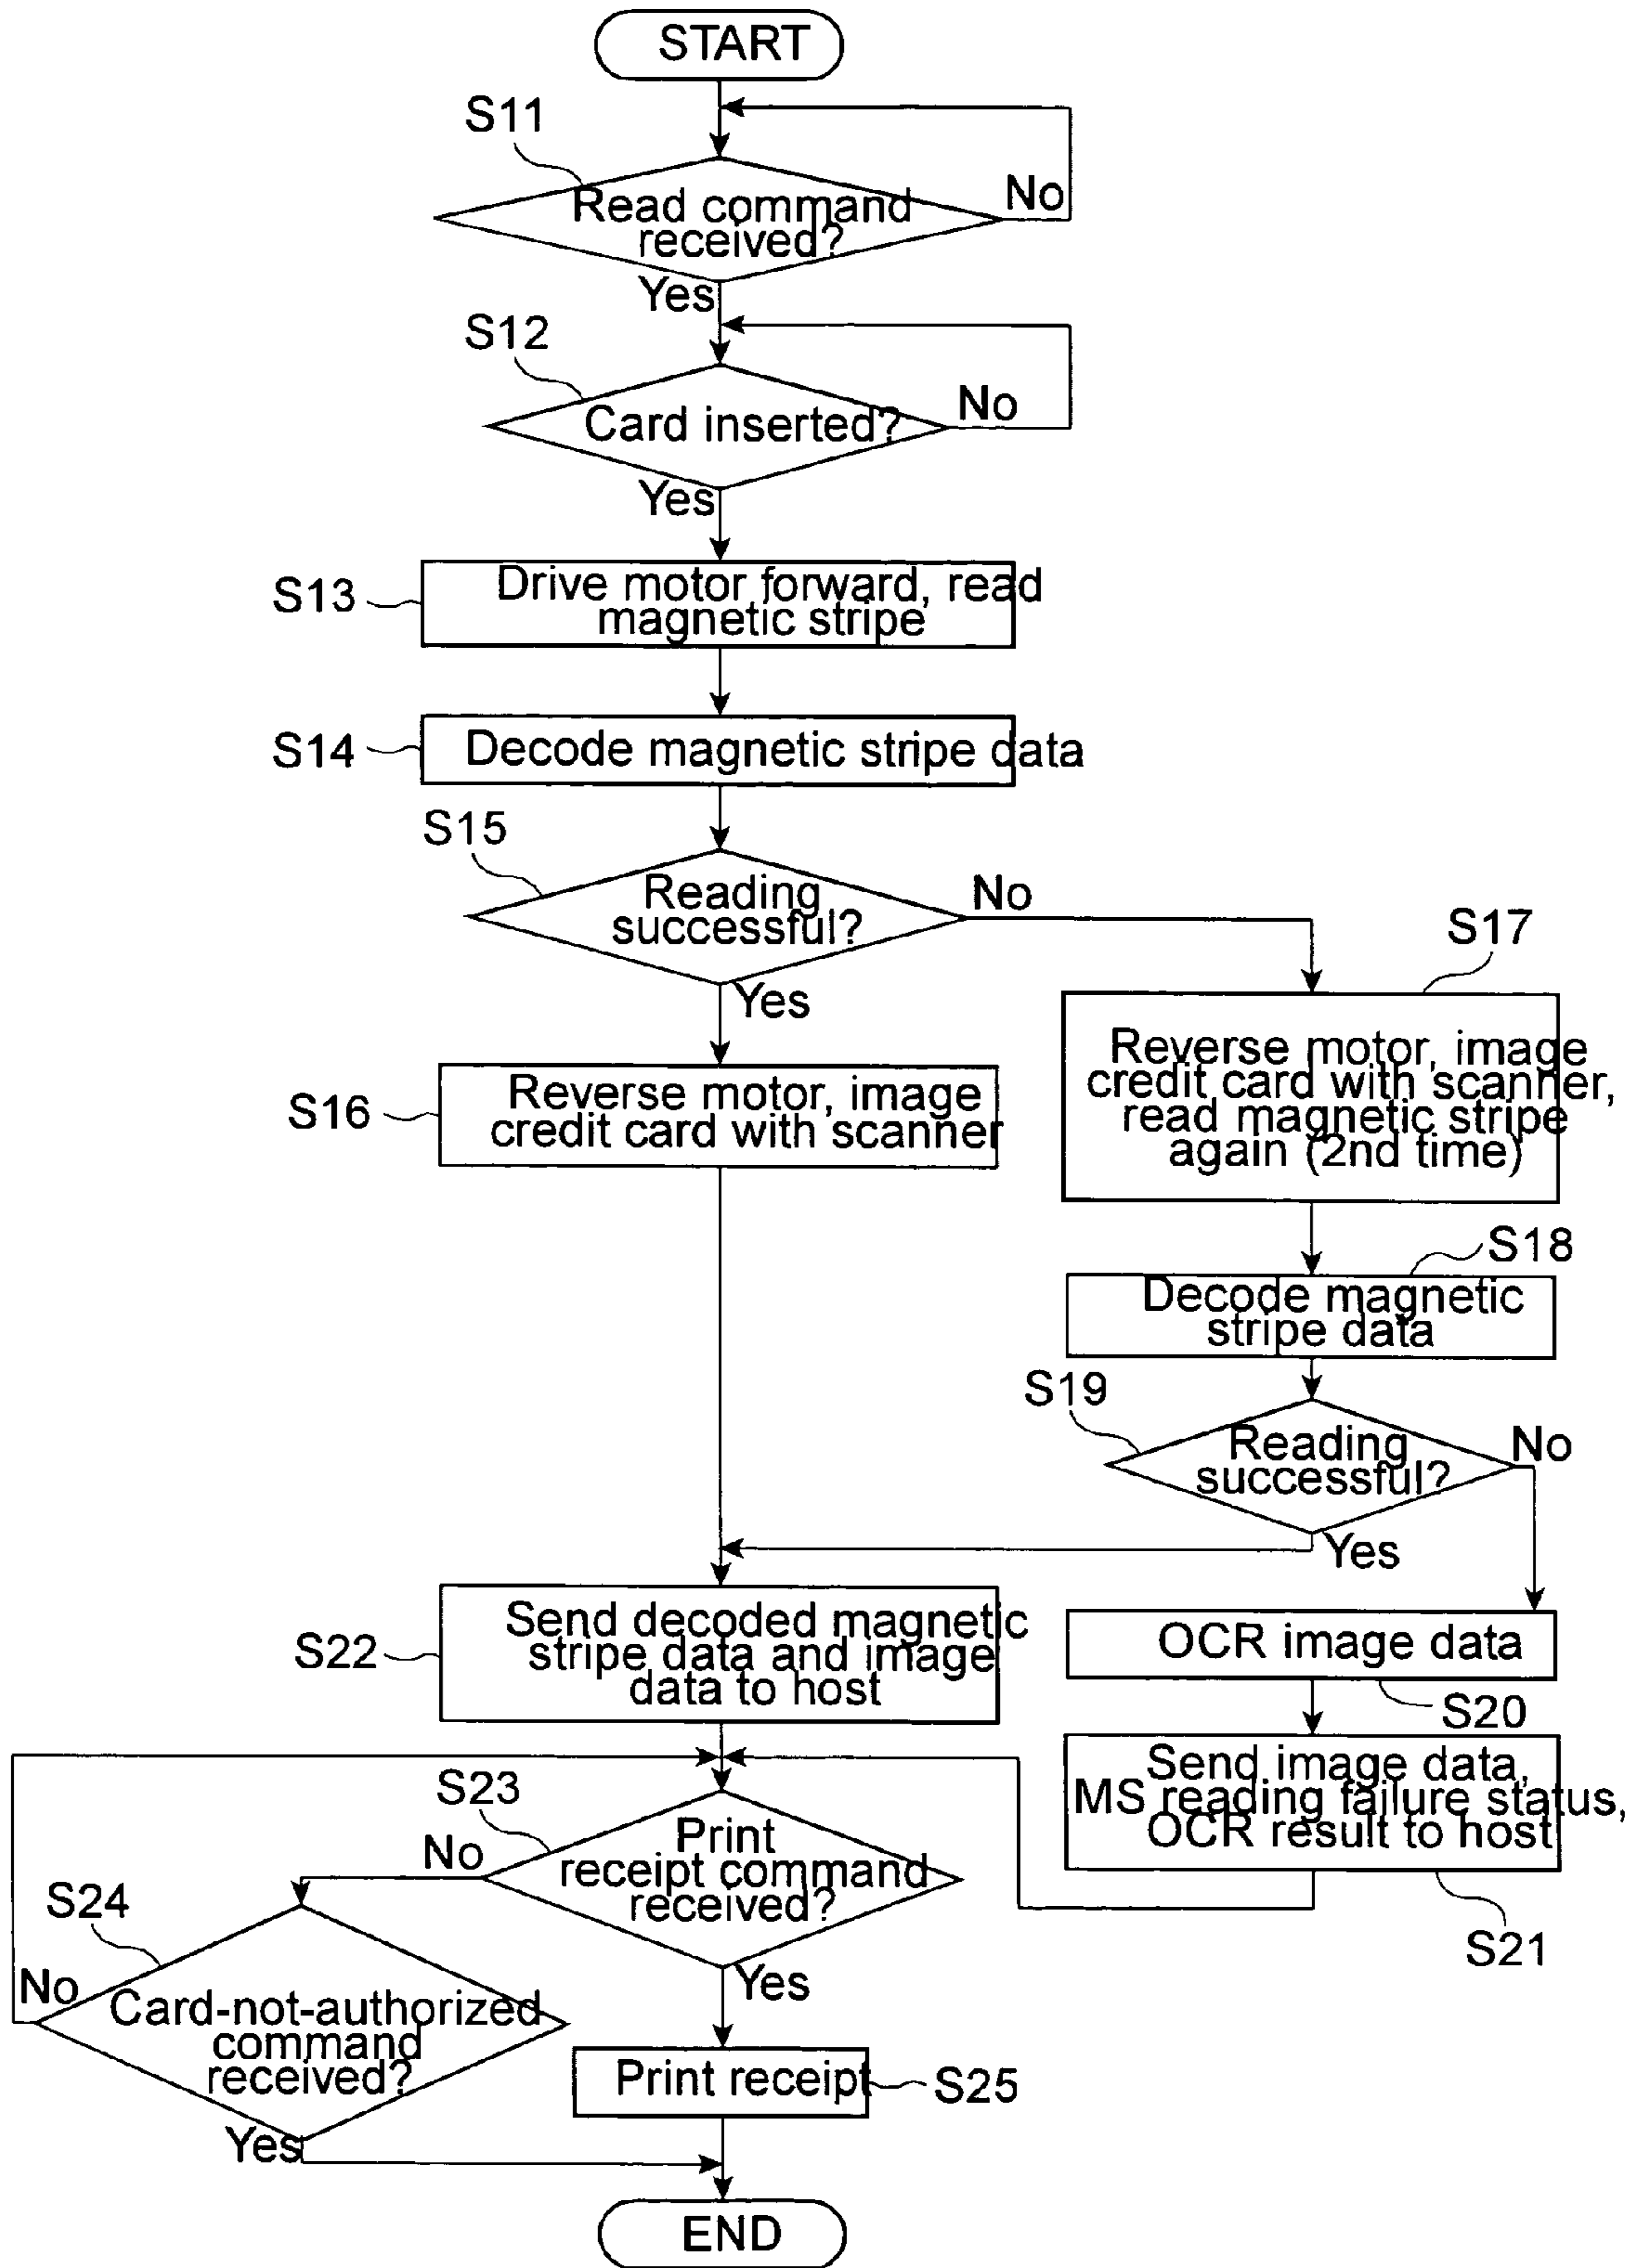 START
S11
No
Read command
received?
Yes
S12
No
Card inserted?
Yes
S13
Drive motor forward, read
magnetic stripe
S14
Decode magnetic stripe data
S15
Reading
successful?
No
Yes
S17
Reverse motor, image
credit card with scanner,
read magnetic stripe
again (2nd time)
S16
Reverse motor, image
credit card with scanner
S18
Decode magnetic
stripe data
S19
Reading
successful?
No
Yes
S22
Send decoded magnetic
stripe data and image
data to host
OCR image data
S20
Send image data,
MS reading failure status,
OCR result to host
S21
S23
Print
receipt command
received?
No
Yes
S24
No
Card-not-authorized
command
received?
Yes
Print receipt
S25
END